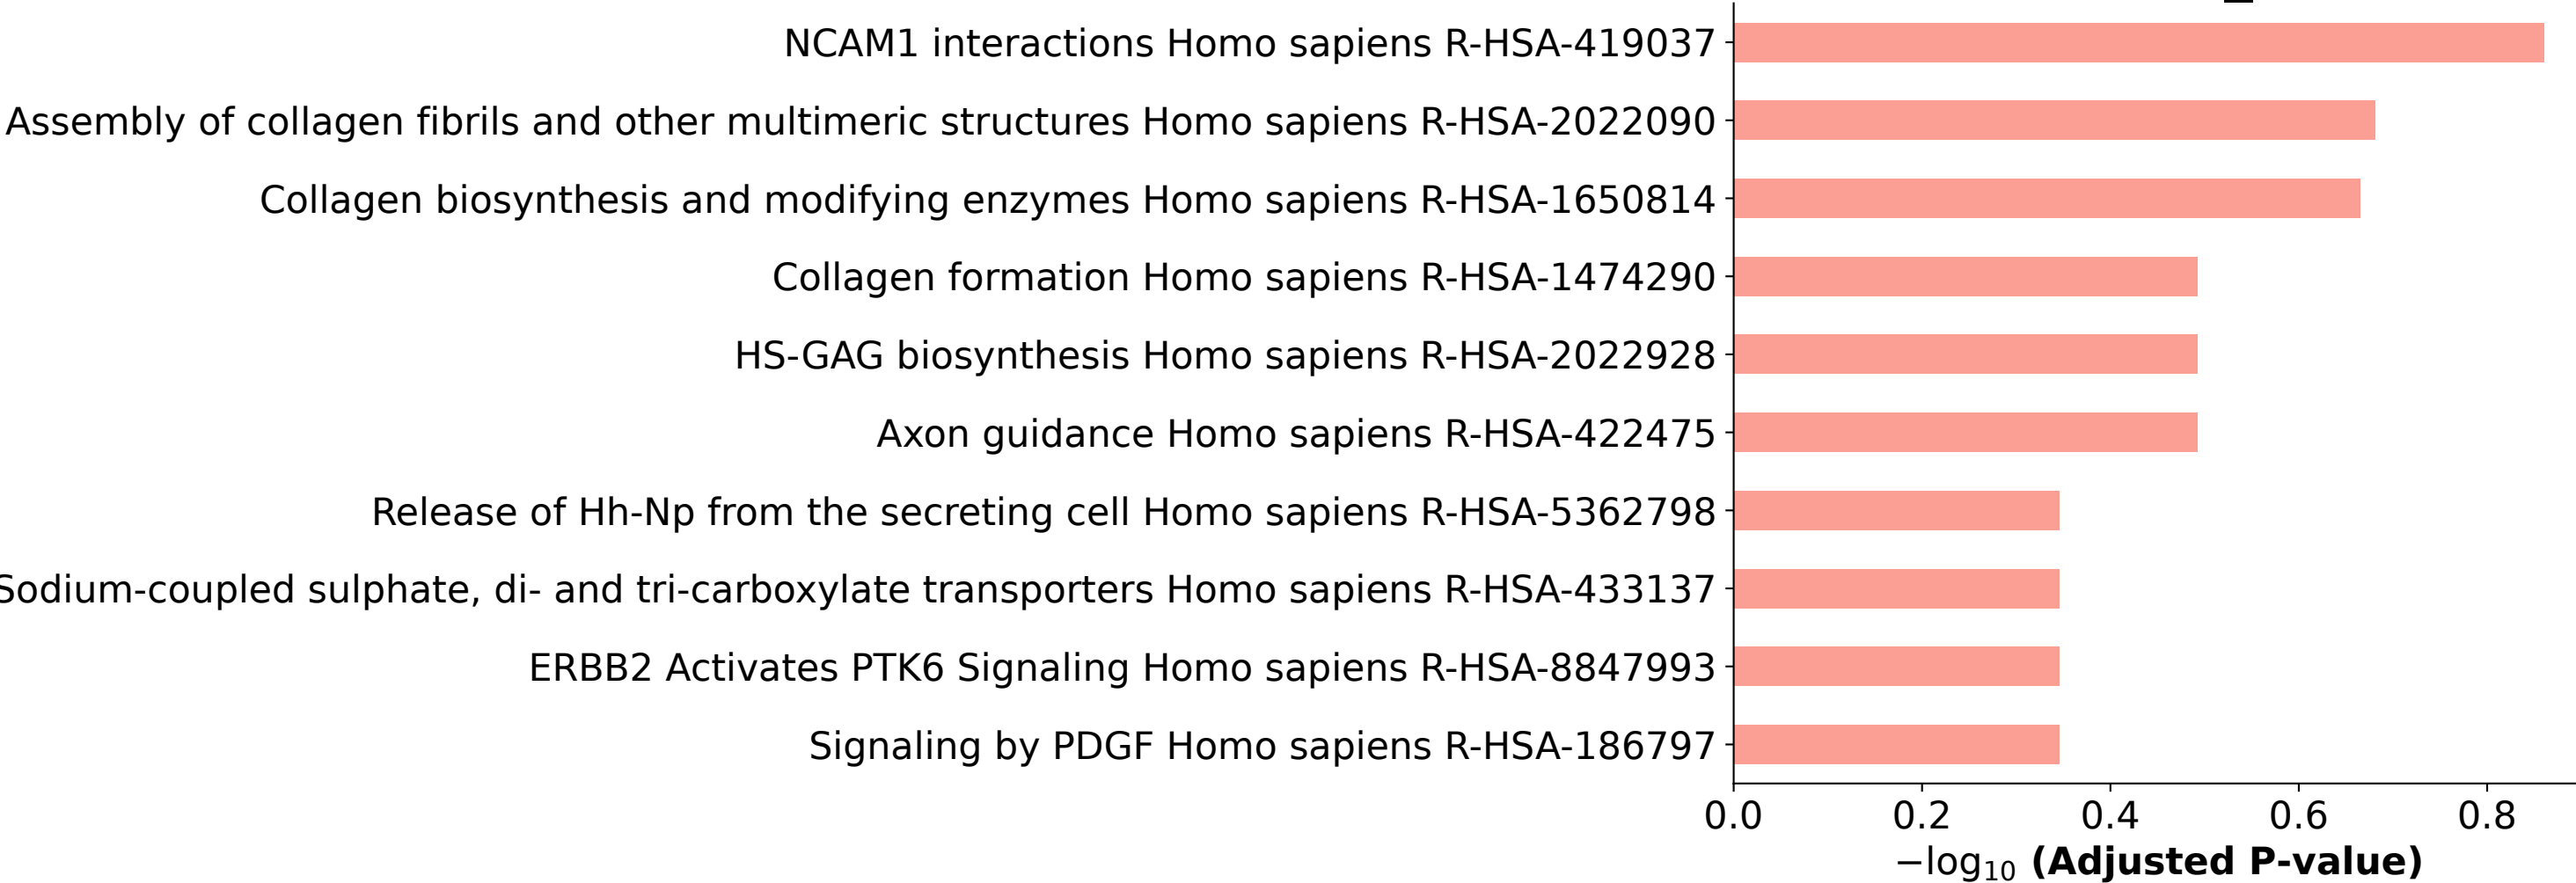 NCAM1 interactions Homo sapiens R-HSA-419037
Assembly of collagen fibrils and other multimeric structures Homo sapiens R-HSA-2022090
Collagen biosynthesis and modifying enzymes Homo sapiens R-HSA-1650814
Collagen formation Homo sapiens R-HSA-1474290
HS-GAG biosynthesis Homo sapiens R-HSA-2022928
Axon guidance Homo sapiens R-HSA-422475
Release of Hh-Np from the secreting cell Homo sapiens R-HSA-5362798
Sodium-coupled sulphate, di- and tri-carboxylate transporters Homo sapiens R-HSA-433137
ERBB2 Activates PTK6 Signaling Homo sapiens R-HSA-8847993
Signaling by PDGF Homo sapiens R-HSA-186797
0.0 0.2 0.4 0.6 0.8
−log₁₀ (Adjusted P-value)